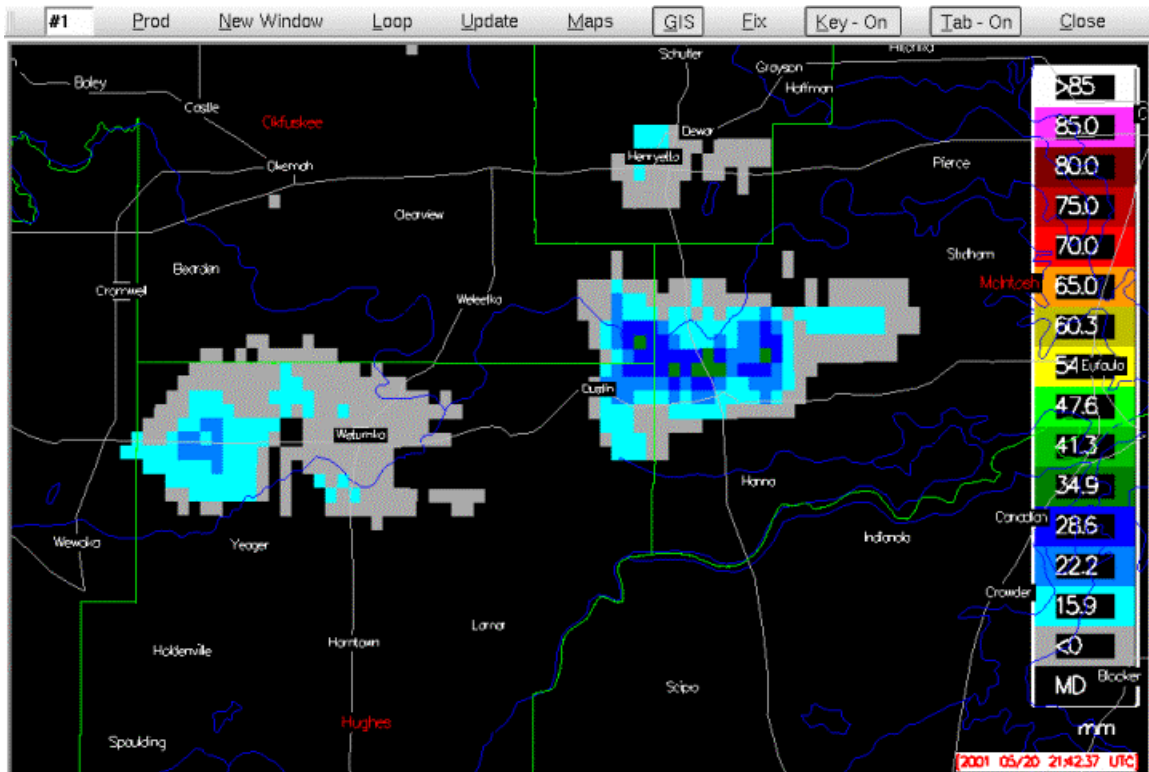 #1 Prod New Window Loop Update Maps GIS Fix Key - On Tab - On Close
Schulter
Grayson
Hoffman
Boley
Castle
Okfuskee
Dewar
Henryetta
Pierce
Okemah
Clearview
Stidham
Bearden
McIntosh
Cromwell
Weleetka
Eufaula
Dustin
Wetumka
Hanna
Canadian
Wewoka
Yeager
Indianola
Crowder
Lamar
Horntown
Holdenville
Scipio
Blocker
Hughes
Spaulding
>85
85.0
80.0
75.0
70.0
65.0
60.3
54
47.6
41.3
34.9
28.6
22.2
15.9
<0
MD
mm
[2001 05/20 21:42:37 UTC]